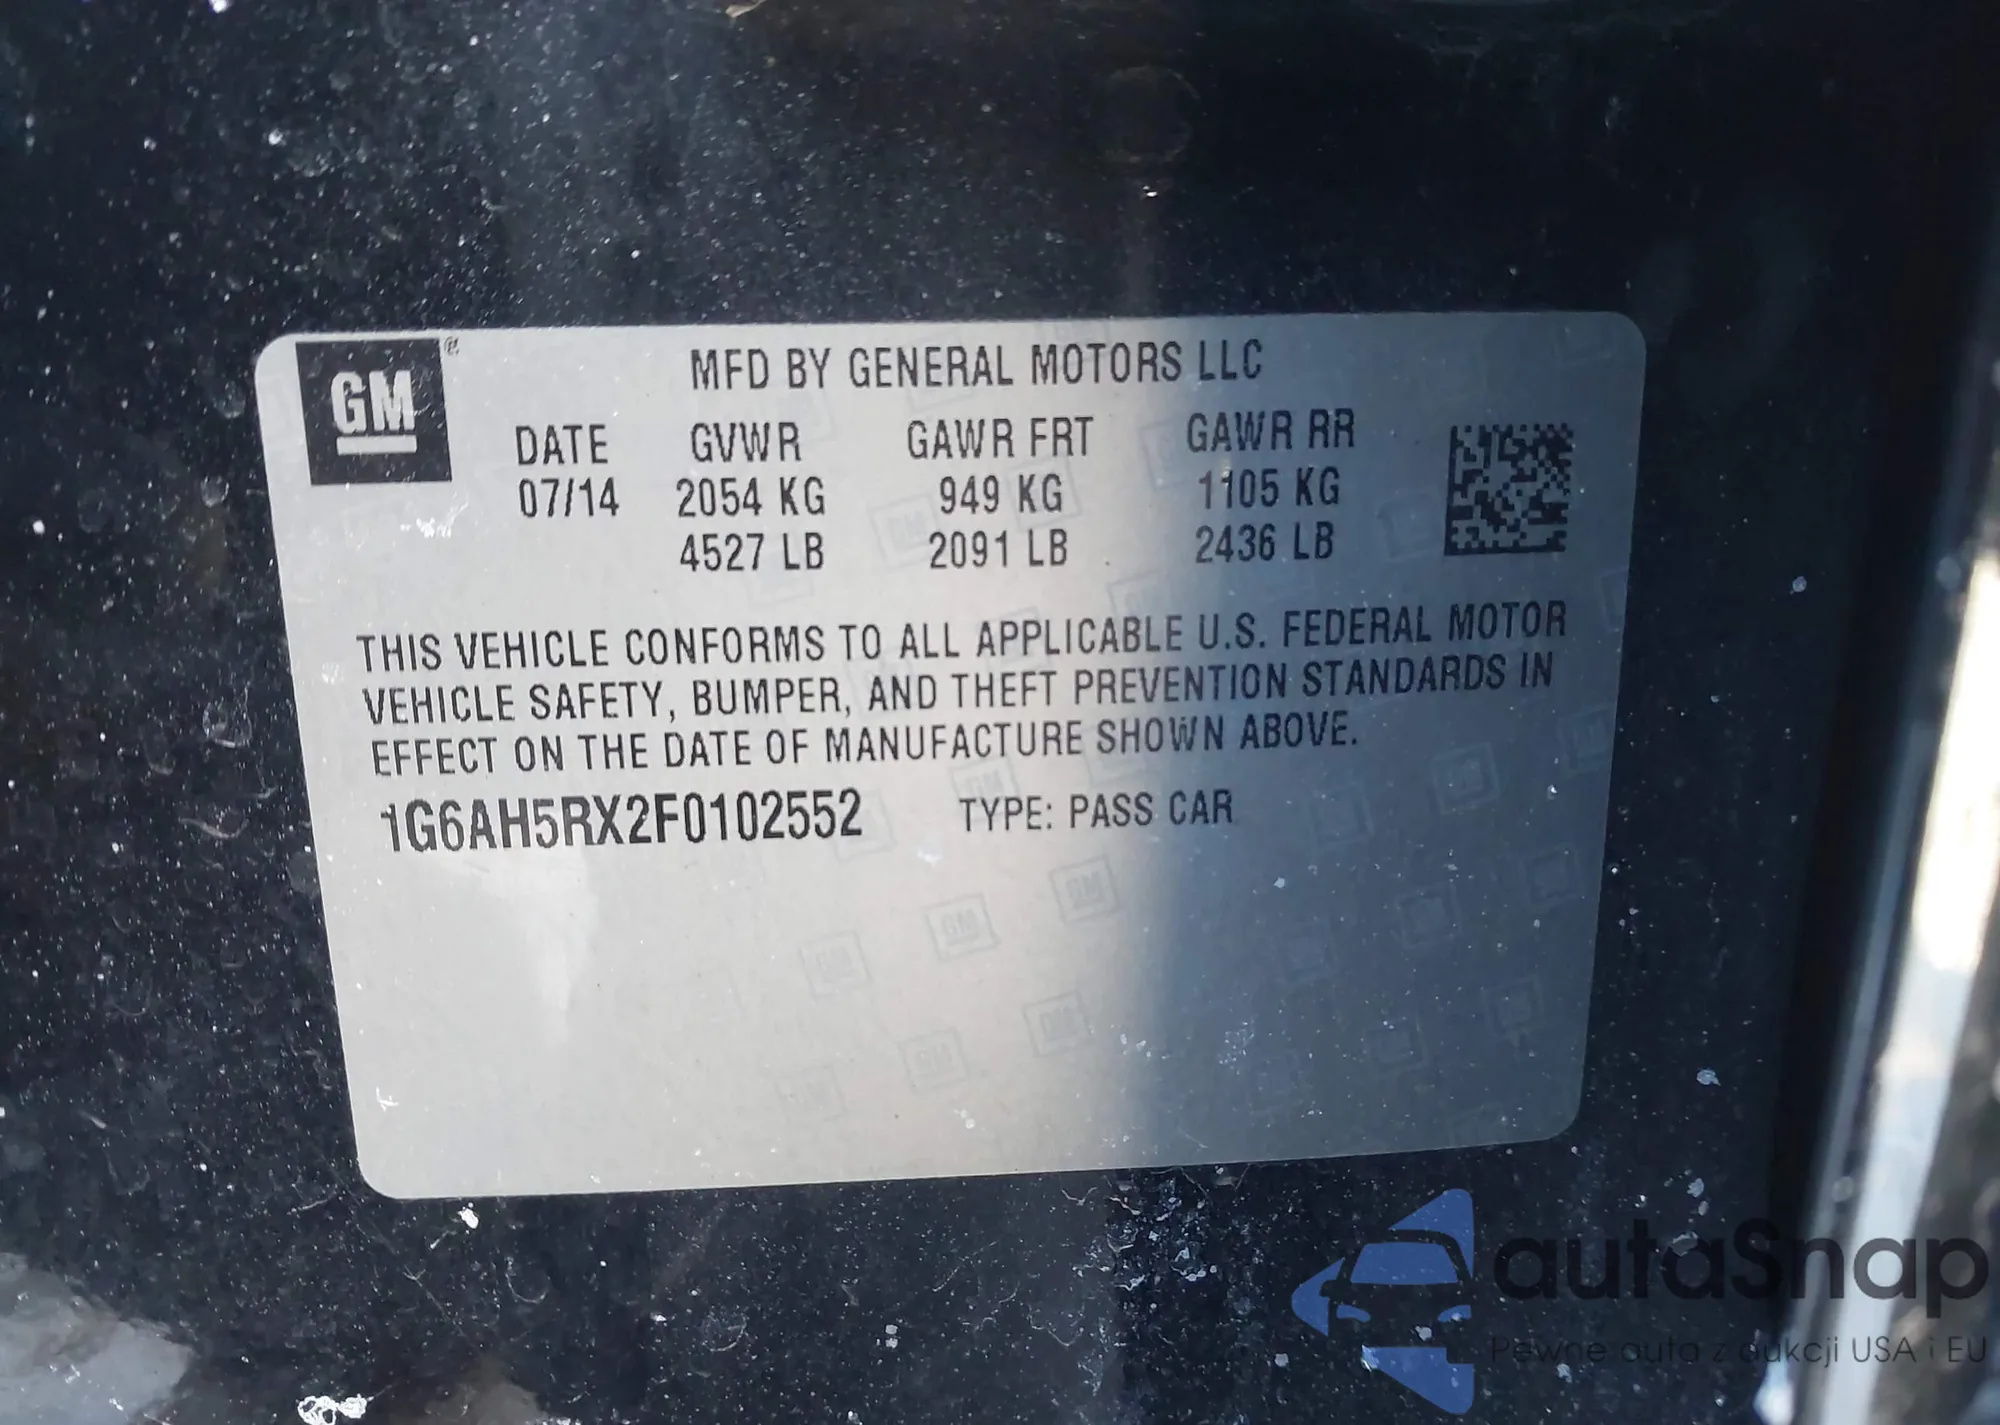 GM®
MFD BY GENERAL MOTORS LLC
DATE GVWR GAWR FRT GAWR RR
07/14 2054 KG 949 KG 1105 KG
4527 LB 2091 LB 2436 LB
THIS VEHICLE CONFORMS TO ALL APPLICABLE U.S. FEDERAL MOTOR
VEHICLE SAFETY, BUMPER, AND THEFT PREVENTION STANDARDS IN
EFFECT ON THE DATE OF MANUFACTURE SHOWN ABOVE.
1G6AH5RX2F0102552 TYPE: PASS CAR
autaSnap
Pewne auta z aukcji USA i EU